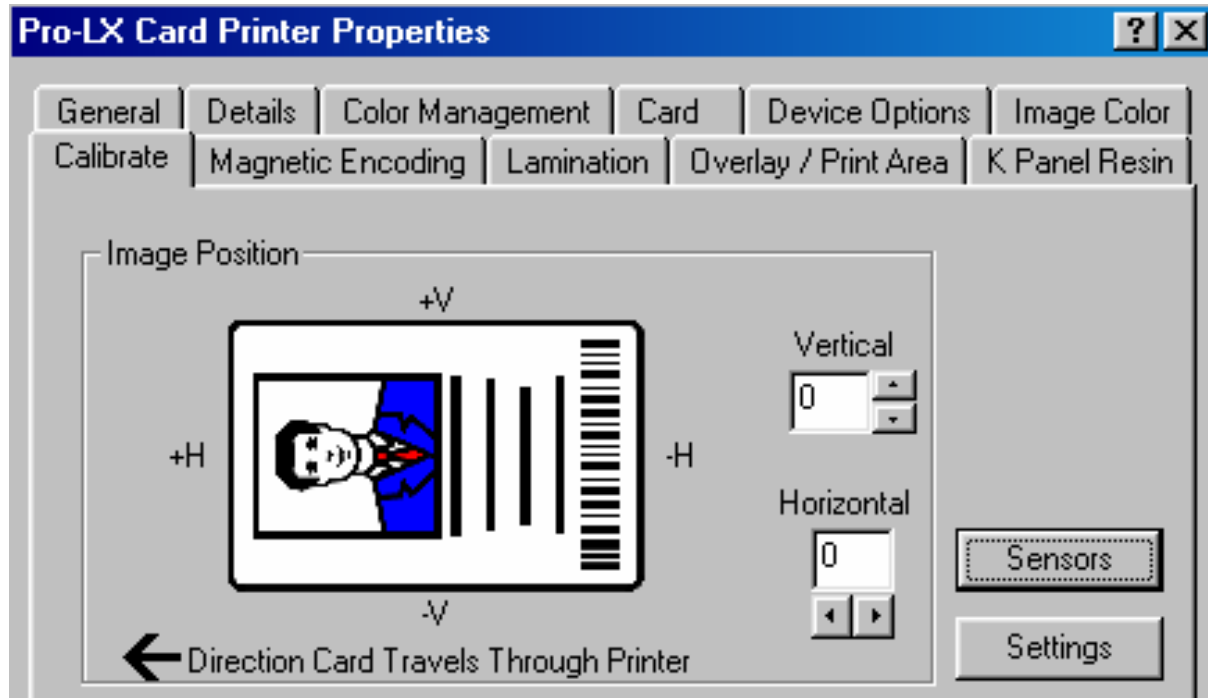 Pro-LX Card Printer Properties
General Details Color Management Card Device Options Image Color
Calibrate Magnetic Encoding Lamination Overlay / Print Area K Panel Resin
Image Position
+V
Vertical
0
+H -H
Horizontal
0
Sensors
-V
Direction Card Travels Through Printer
Settings